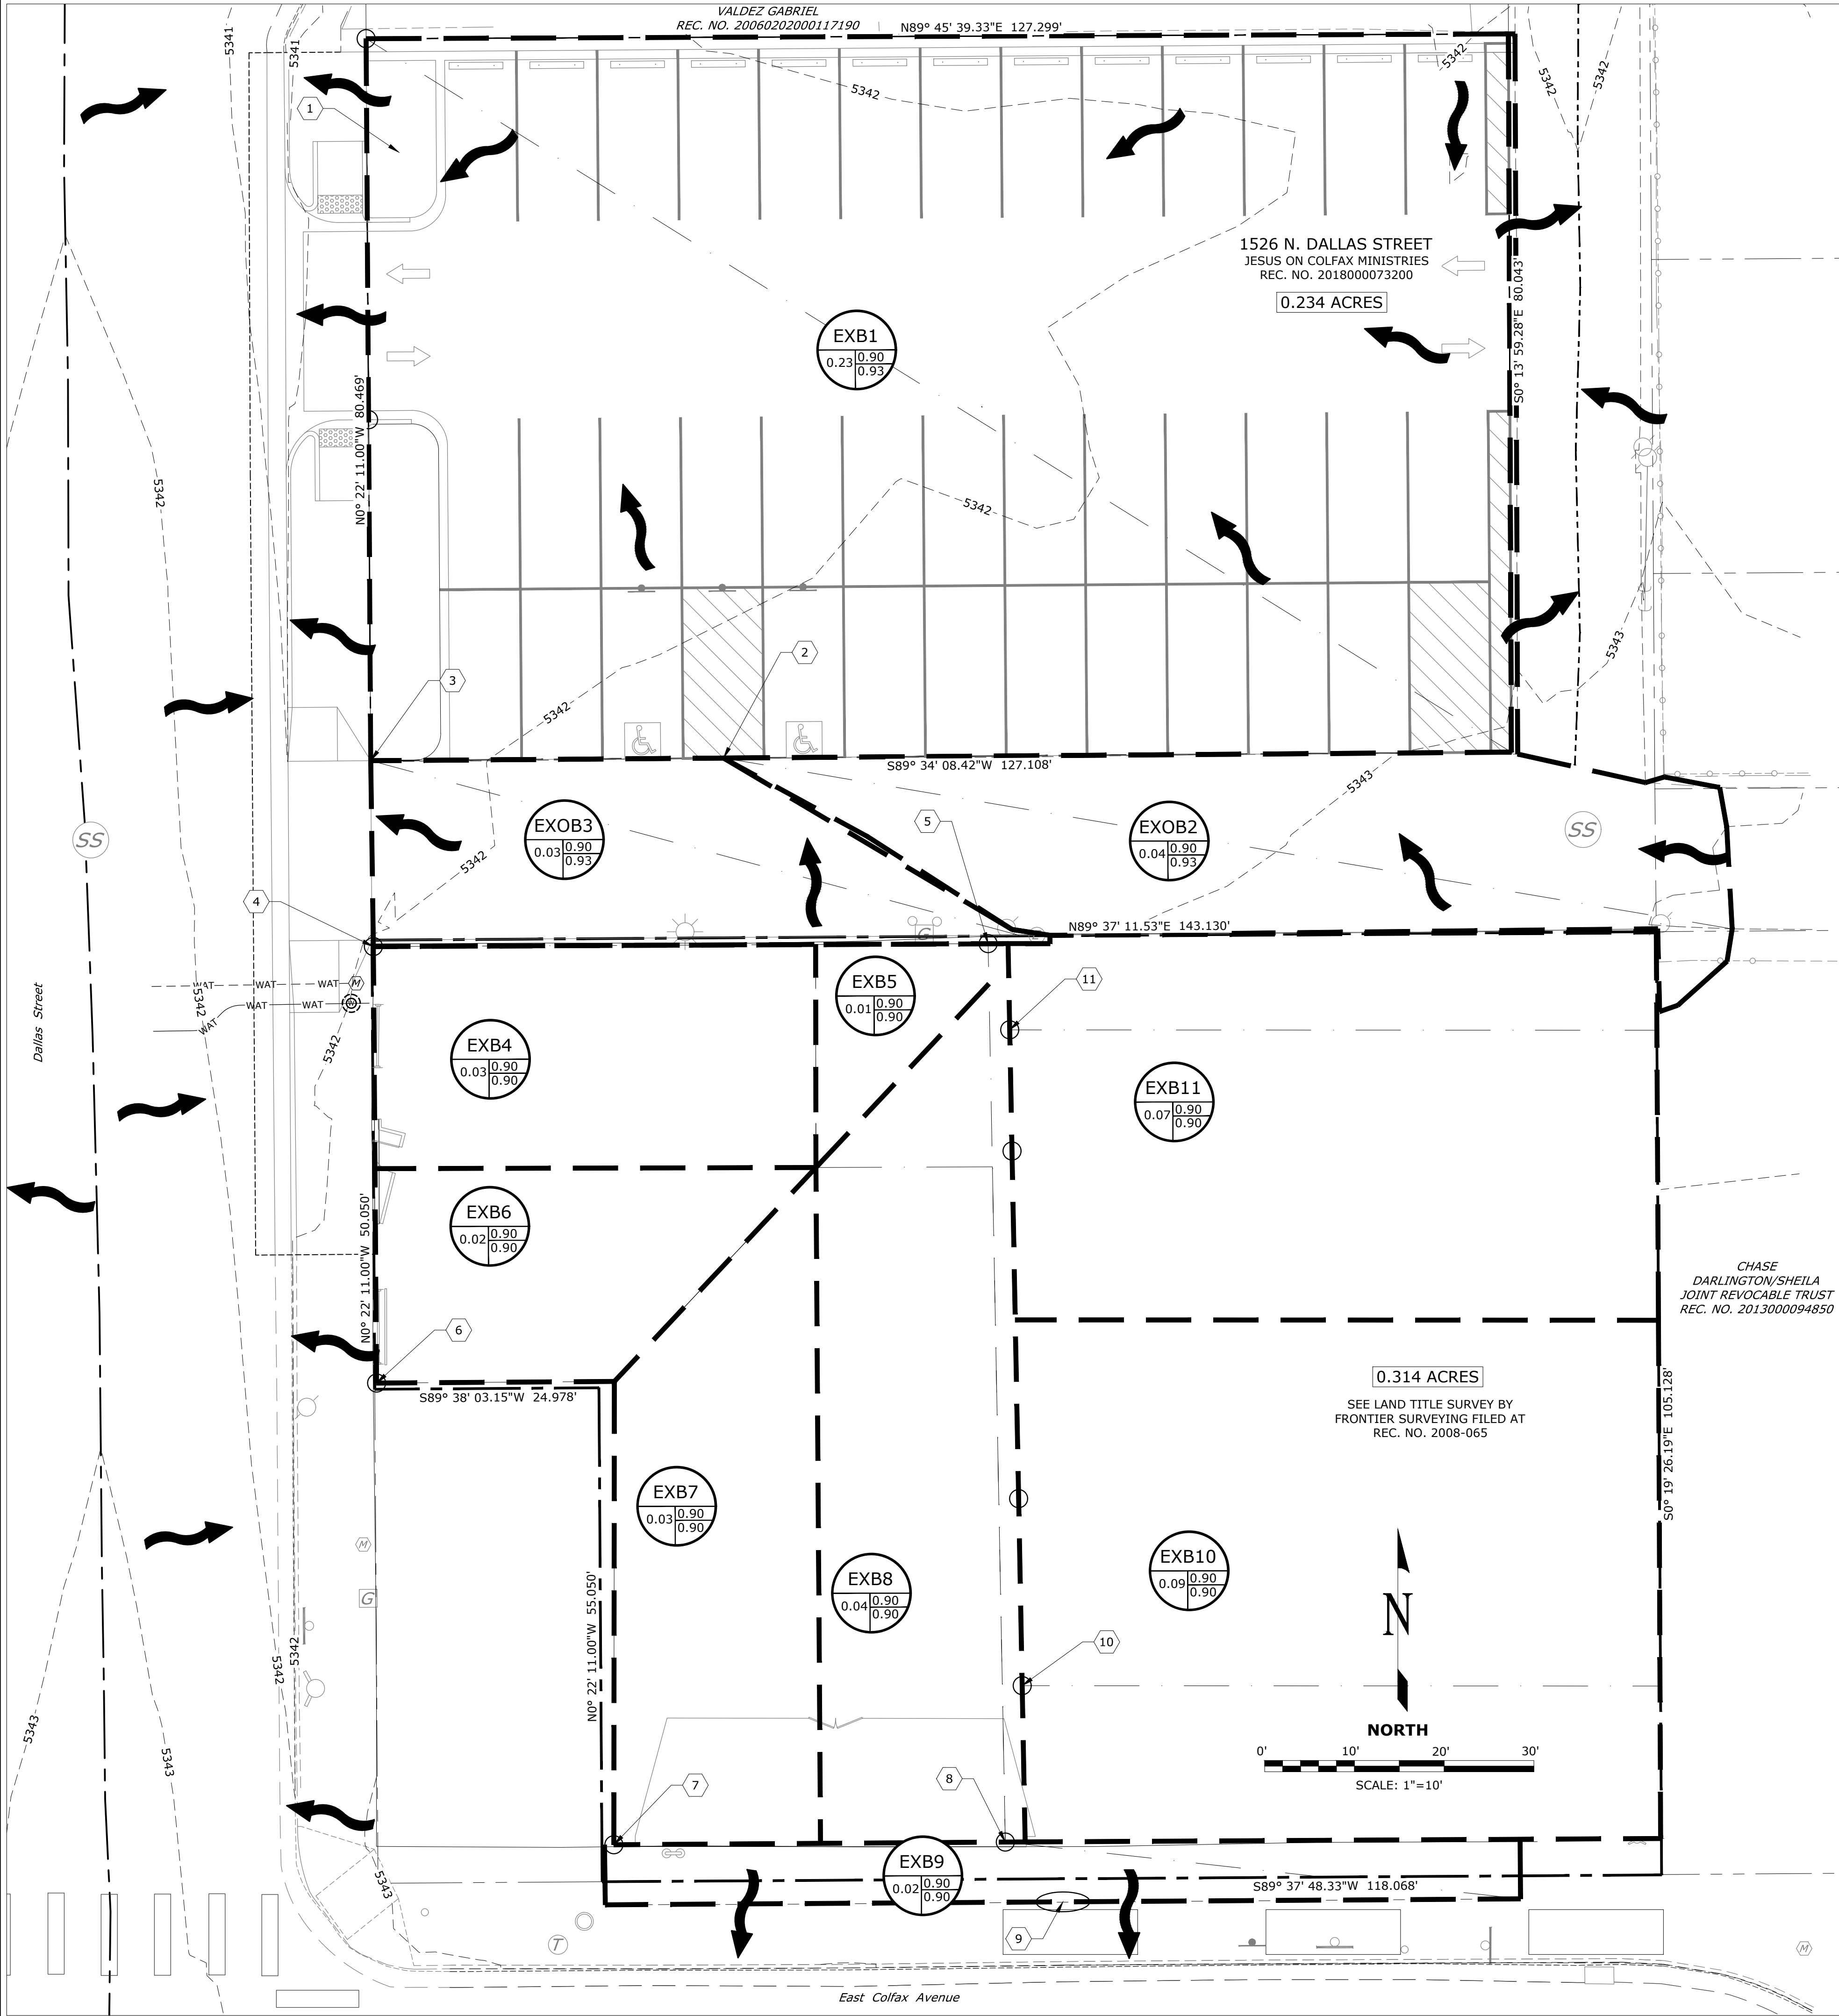 VALDEZ GABRIEL
REC. NO. 20060202000117190
N89° 45' 39.33"E 127.299'
5341
5341
5342
5342
5342
5342
1
1526 N. DALLAS STREET
JESUS ON COLFAX MINISTRIES
REC. NO. 2018000073200
0.234 ACRES
S0° 13' 59.28"E 80.043'
EXB1
0.23
0.90
0.93
N0° 22' 11.00"W 80.469'
5342
5342
5343
2
3
5342
S89° 34' 08.42"W 127.108'
5343
EXOB3
0.03
0.90
0.93
5
EXOB2
0.04
0.90
0.93
SS
SS
5342
4
G
N89° 37' 11.53"E 143.130'
11
WAT
WAT
WAT
M
WAT
WAT
WAT
5342
5342
Dallas Street
EXB5
0.01
0.90
0.90
EXB4
0.03
0.90
0.90
EXB11
0.07
0.90
0.90
EXB6
0.02
0.90
0.90
N0° 22' 11.00"W 50.050'
CHASE
DARLINGTON/SHEILA
JOINT REVOCABLE TRUST
REC. NO. 2013000094850
6
S89° 38' 03.15"W 24.978'
0.314 ACRES
SEE LAND TITLE SURVEY BY
FRONTIER SURVEYING FILED AT
REC. NO. 2008-065
S0° 19' 26.19"E 105.128'
EXB7
0.03
0.90
0.90
EXB8
0.04
0.90
0.90
EXB10
0.09
0.90
0.90
M
G
N0° 22' 11.00"W 55.050'
5342
5342
5343
5343
10
N
NORTH
0'
10'
20'
30'
SCALE: 1"=10'
7
8
EXB9
0.02
0.90
0.90
5343
S89° 37' 48.33"W 118.068'
9
T
M
East Colfax Avenue